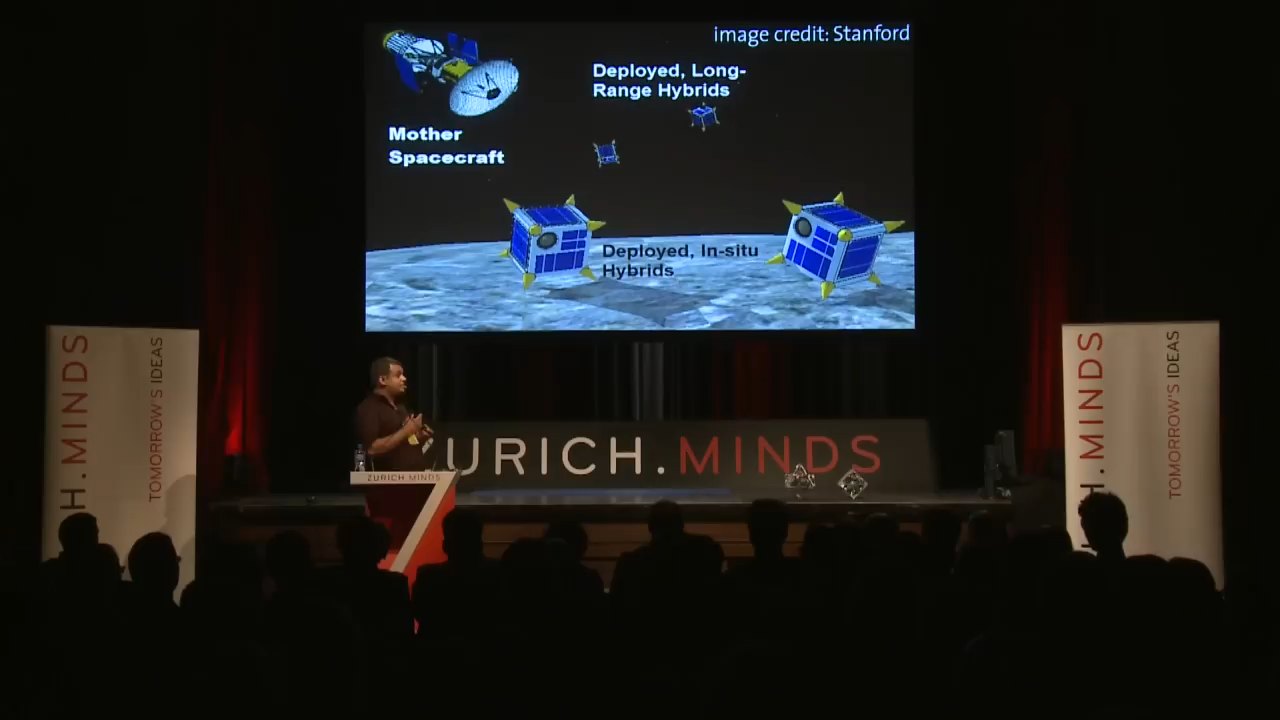 image credit: Stanford
Deployed, Long-
Range Hybrids
Mother
Spacecraft
Deployed, In-situ
Hybrids
H.MINDS
TOMORROW'S IDEAS
URICH.MINDS
ZURICH MINDS
H.MINDS
TOMORROW'S IDEAS